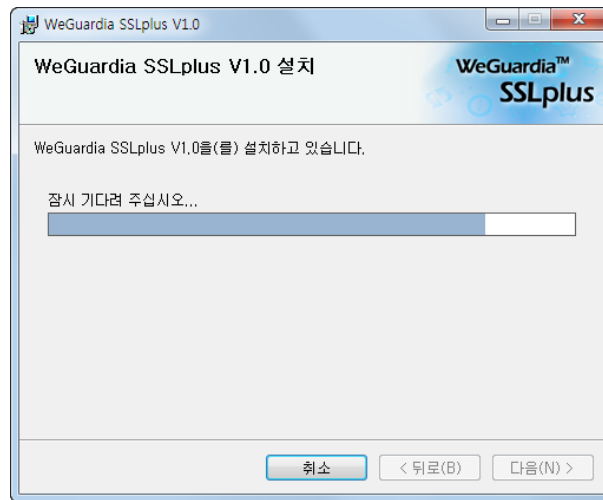 WeGuardia SSLplus V1.0
WeGuardia SSLplus V1.0 설치
WeGuardia™
SSLplus
WeGuardia SSLplus V1.0을(를) 설치하고 있습니다.
잠시 기다려 주십시오...
취소
< 뒤로(B)
다음(N) >